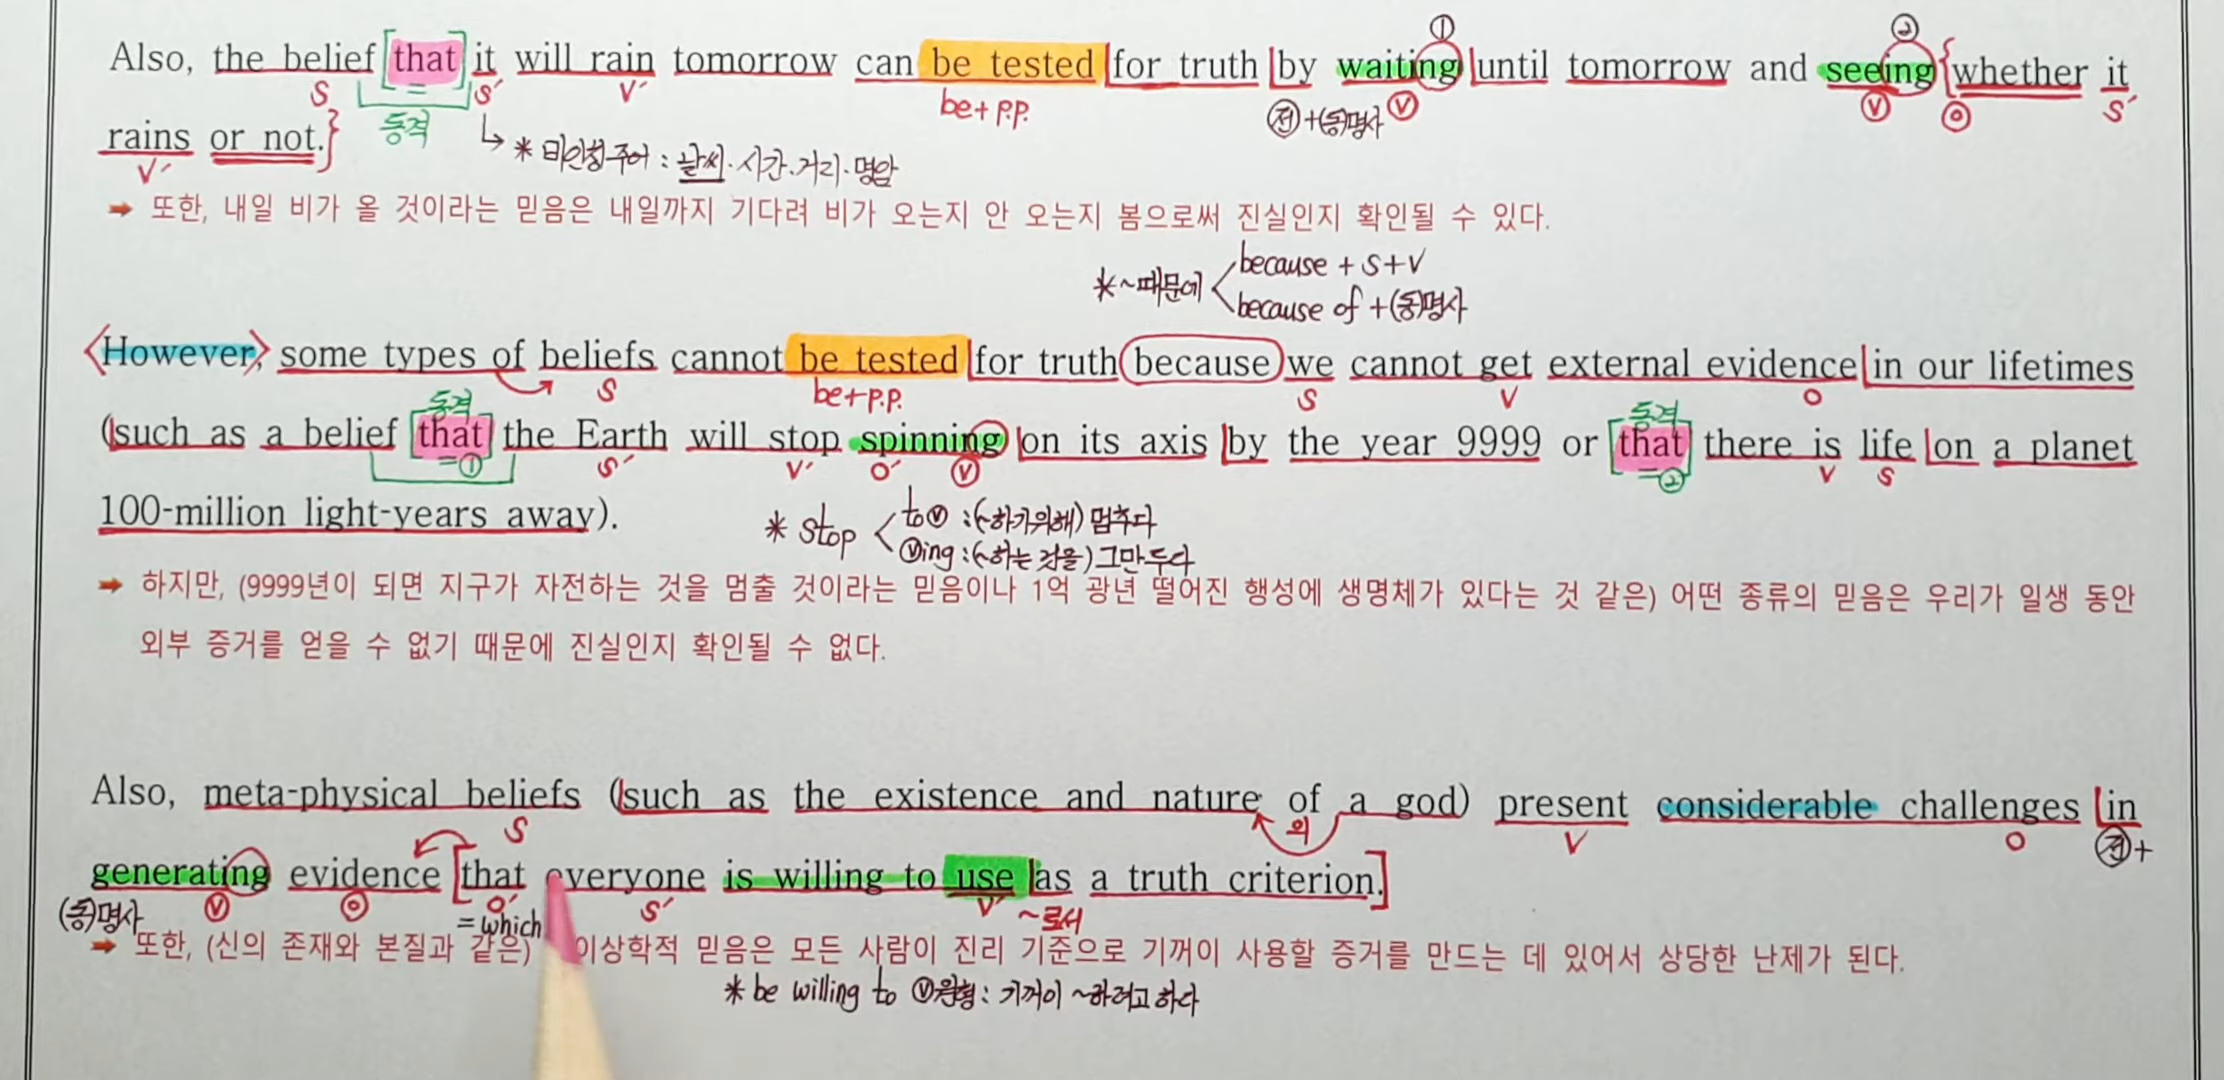 ① ②
Also, the belief [that] it will rain tomorrow can be tested for truth by waiting until tomorrow and seeing {whether it
S = S' V' be+p.p. 전+(동)명사 V V O S'
rains or not.}
V' 동격 * 비인칭주어 : 날씨·시간·거리·명암
➡ 또한, 내일 비가 올 것이라는 믿음은 내일까지 기다려 비가 오는지 안 오는지 봄으로써 진실인지 확인될 수 있다.
* ~때문에 < because + S+V
because of +(동)명사
<However,> some types of beliefs cannot be tested for truth because we cannot get external evidence in our lifetimes
S be+p.p. S V O
동격 동격
(such as a belief [that] the Earth will stop spinning on its axis by the year 9999 or [that] there is life on a planet
=① S' V' O' V =② V S
100-million light-years away).
* stop < to V : (~하기위해) 멈추다
Ving : (~하는 것을) 그만두다
➡ 하지만, (9999년이 되면 지구가 자전하는 것을 멈출 것이라는 믿음이나 1억 광년 떨어진 행성에 생명체가 있다는 것 같은) 어떤 종류의 믿음은 우리가 일생 동안
외부 증거를 얻을 수 없기 때문에 진실인지 확인될 수 없다.
Also, meta-physical beliefs (such as the existence and nature of a god) present considerable challenges in
S 의 V O 전+
generating evidence [that everyone is willing to use as a truth criterion.]
(동)명사 V O O' =which S' V' ~로서
➡ 또한, (신의 존재와 본질과 같은) 이상학적 믿음은 모든 사람이 진리 기준으로 기꺼이 사용할 증거를 만드는 데 있어서 상당한 난제가 된다.
* be willing to V원형 : 기꺼이 ~하려고 하다